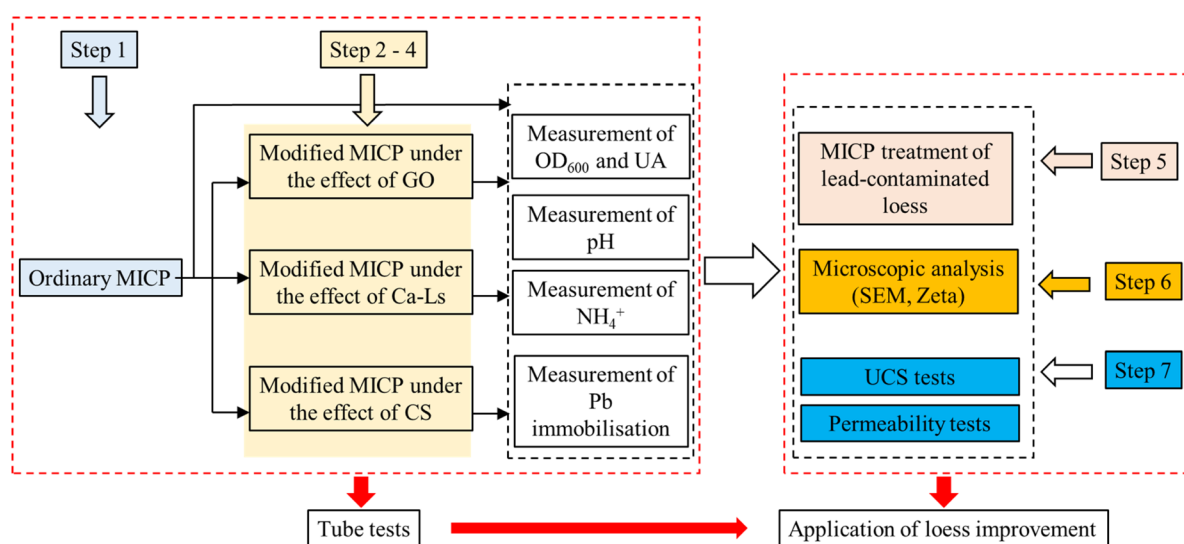 Step 1
Step 2 - 4
Ordinary MICP
Modified MICP under
the effect of GO
Modified MICP under
the effect of Ca-Ls
Modified MICP under
the effect of CS
Measurement of
OD₆₀₀ and UA
Measurement of
pH
Measurement of
NH₄⁺
Measurement of
Pb
immobilisation
MICP treatment of
lead-contaminated
loess
Step 5
Microscopic analysis
(SEM, Zeta)
Step 6
UCS tests
Step 7
Permeability tests
Tube tests
Application of loess improvement